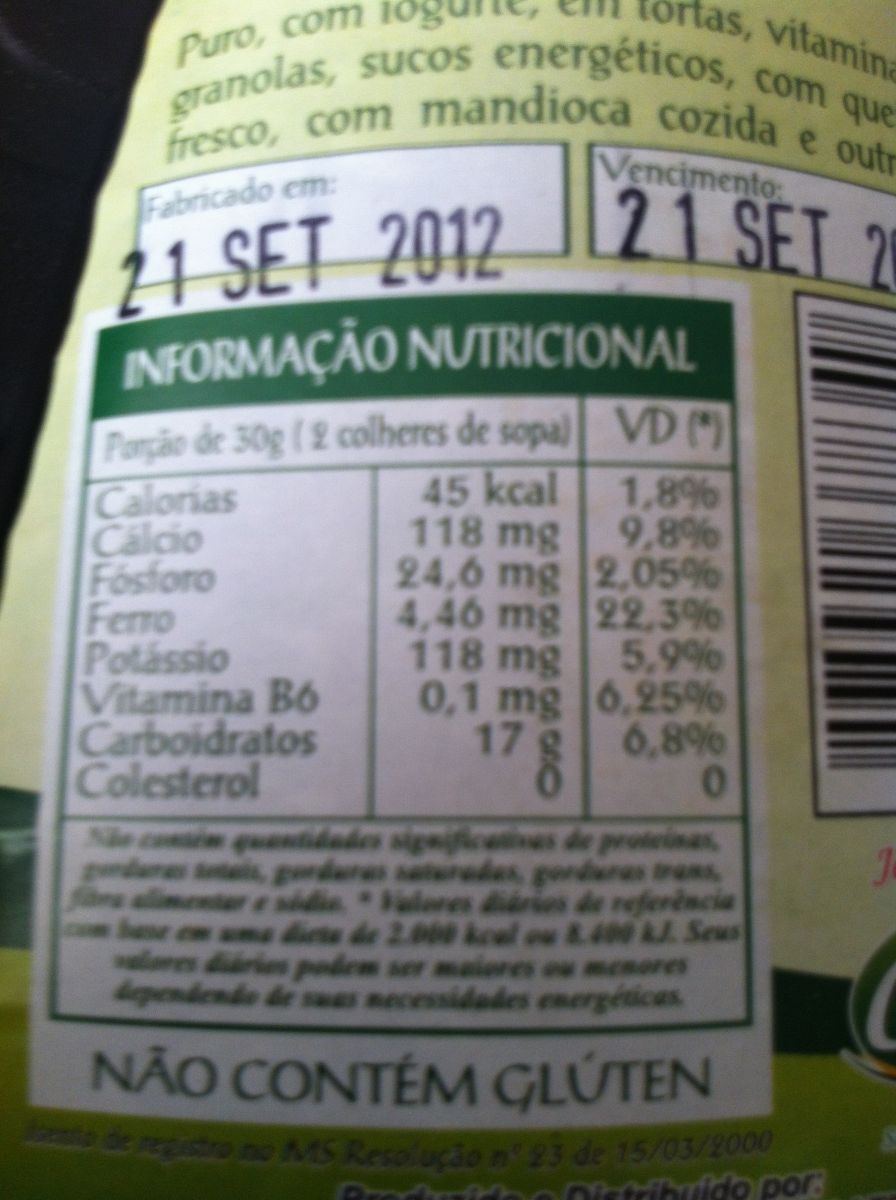 Puro, com iogurte, em tortas,
granolas, sucos energéticos, com
fresco, com mandioca cozida e
Fabricado em:
21 SET 2012
Vencimento:
21 SET
INFORMAÇÃO NUTRICIONAL
Porção de 30g ( 2 colheres de sopa) VD (*)
Calorias 45 kcal 1,8%
Cálcio 118 mg 9,8%
Fósforo 24,6 mg 2,05%
Ferro 4,46 mg 22,3%
Potássio 118 mg 5,9%
Vitamina B6 0,1 mg 6,25%
Carboidratos 17 g 6,8%
Colesterol 0 0
Não contém quantidades significativas de proteínas,
gorduras totais, gorduras saturadas, gorduras trans,
fibra alimentar e sódio. * Valores diários de referência
com base em uma dieta de 2.000 kcal ou 8.400 kJ. Seus
valores diários podem ser maiores ou menores
dependendo de suas necessidades energéticas.
NÃO CONTÉM GLÚTEN
Isento de registro no MS Resolução nº 23 de 15/03/2000
Produzido e Distribuído por: